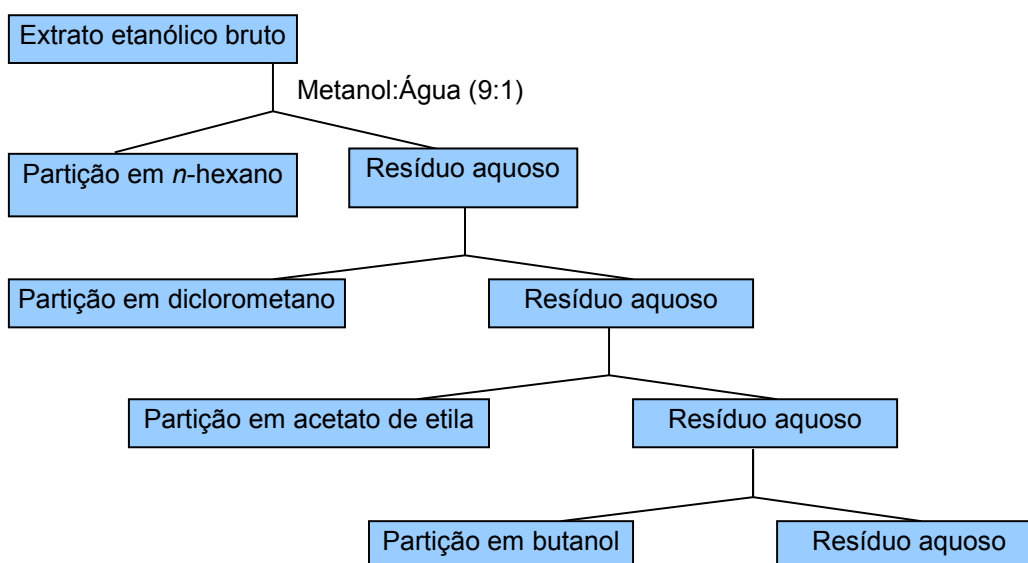 Extrato etanólico bruto
Metanol:Água (9:1)
Partição em n-hexano
Resíduo aquoso
Partição em diclorometano
Resíduo aquoso
Partição em acetato de etila
Resíduo aquoso
Partição em butanol
Resíduo aquoso